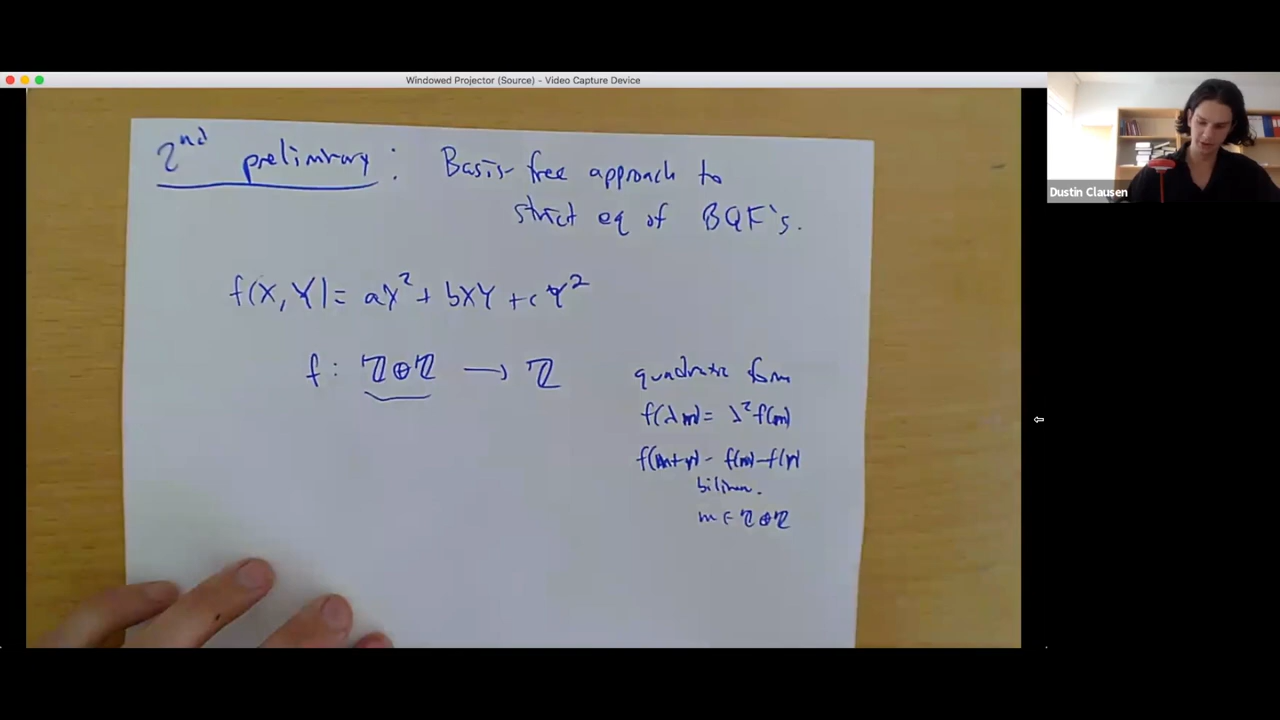 Windowed Projector (Source) - Video Capture Device
Dustin Clausen
2nd preliminary: Basis-free approach to
strict eq of BQF's.
f(X, Y) = aX² + bXY + cY²
f: ℤ⊕ℤ → ℤ
quadratic form
f(λm) = λ²f(m)
f(m+n) - f(m) - f(n)
bilinear.
m ∈ ℤ⊕ℤ